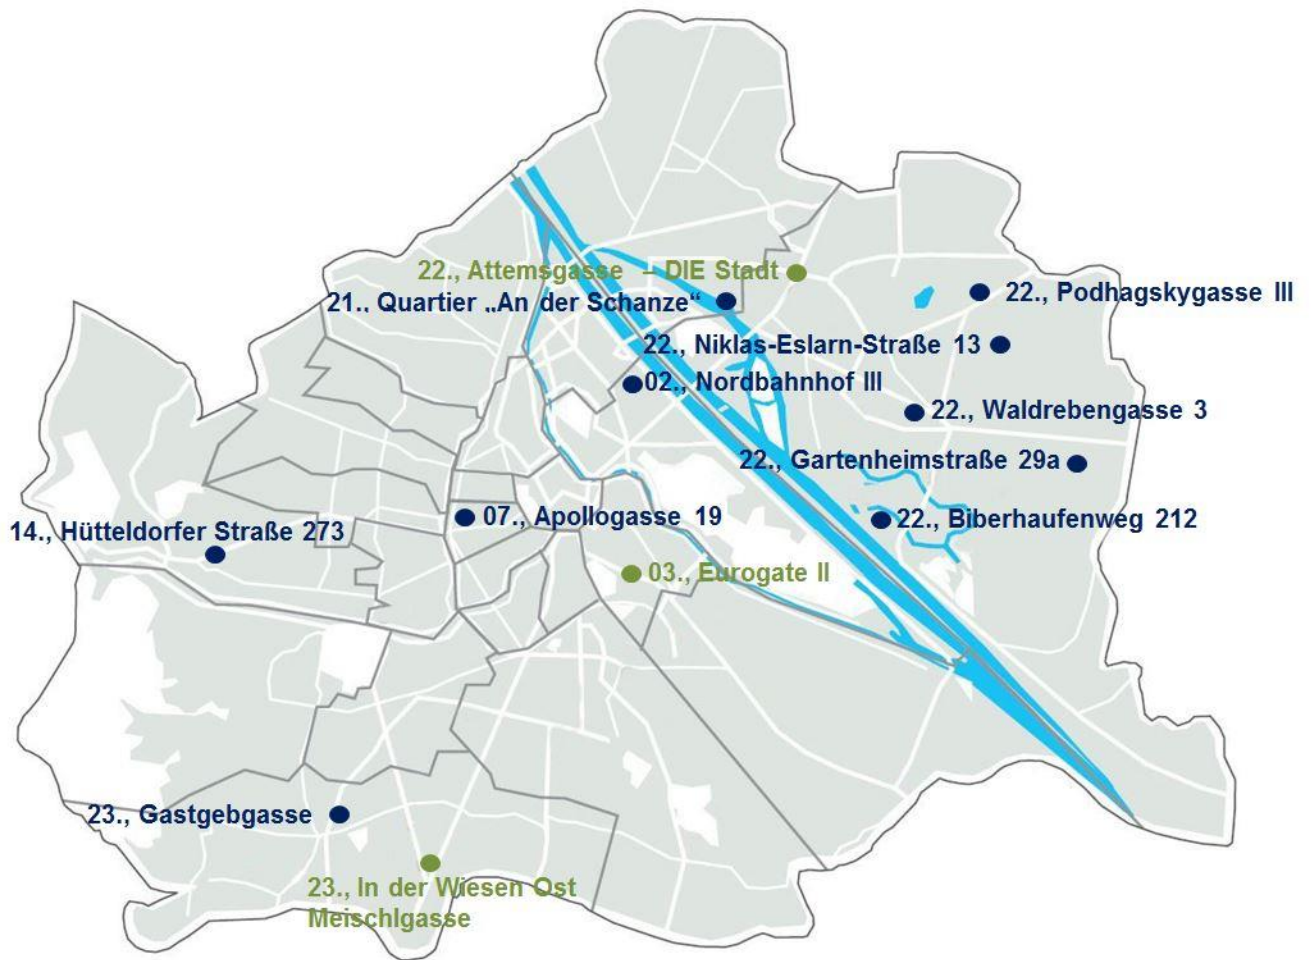 22., Attemsgasse – DIE Stadt
21., Quartier „An der Schanze“
22., Podhagskygasse III
22., Niklas-Eslarn-Straße 13
02., Nordbahnhof III
22., Waldrebengasse 3
22., Gartenheimstraße 29a
07., Apollogasse 19
22., Biberhaufenweg 212
14., Hütteldorfer Straße 273
03., Eurogate II
23., Gastgebgasse
23., In der Wiesen Ost
Meischlgasse